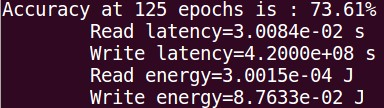 Accuracy at 125 epochs is : 73.61%
Read latency=3.0084e-02 s
Write latency=4.2000e+08 s
Read energy=3.0015e-04 J
Write energy=8.7633e-02 J